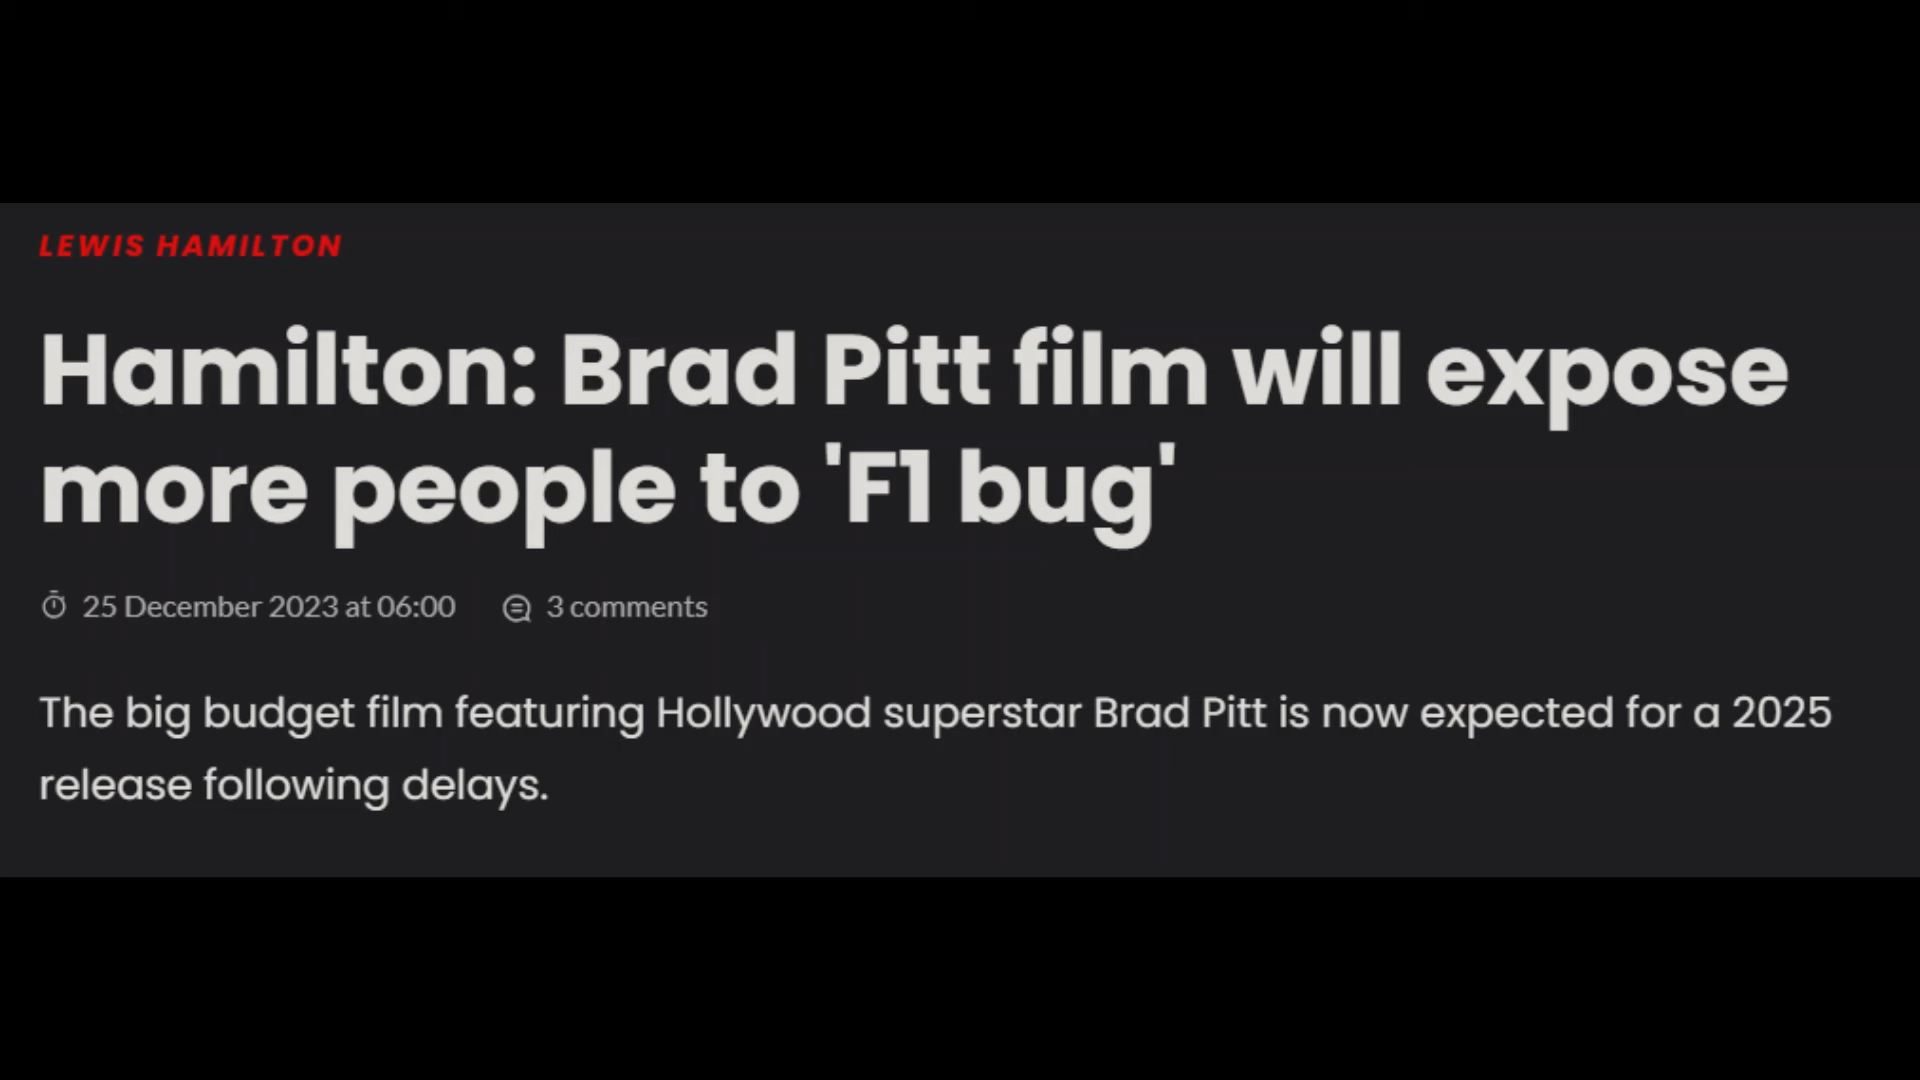 LEWIS HAMILTON
Hamilton: Brad Pitt film will expose
more people to 'F1 bug'
25 December 2023 at 06:00 3 comments
The big budget film featuring Hollywood superstar Brad Pitt is now expected for a 2025
release following delays.